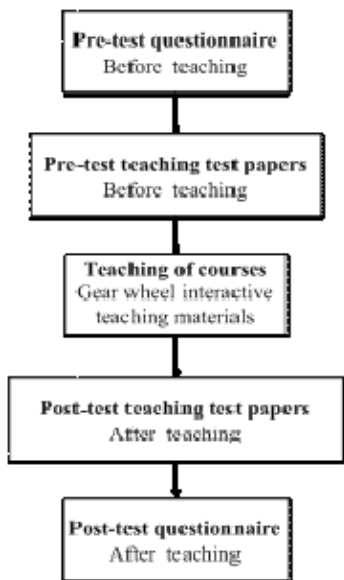 Pre-test questionnaire
Before teaching
Pre-test teaching test papers
Before teaching
Teaching of courses
Gear wheel interactive
teaching materials
Post-test teaching test papers
After teaching
Post-test questionnaire
After teaching